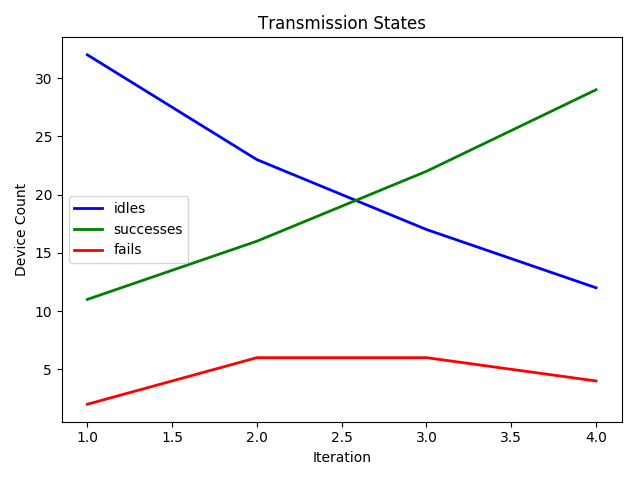 Transmission States
Device Count
30
25
20
15
10
5
idles
successes
fails
1.0 1.5 2.0 2.5 3.0 3.5 4.0
Iteration